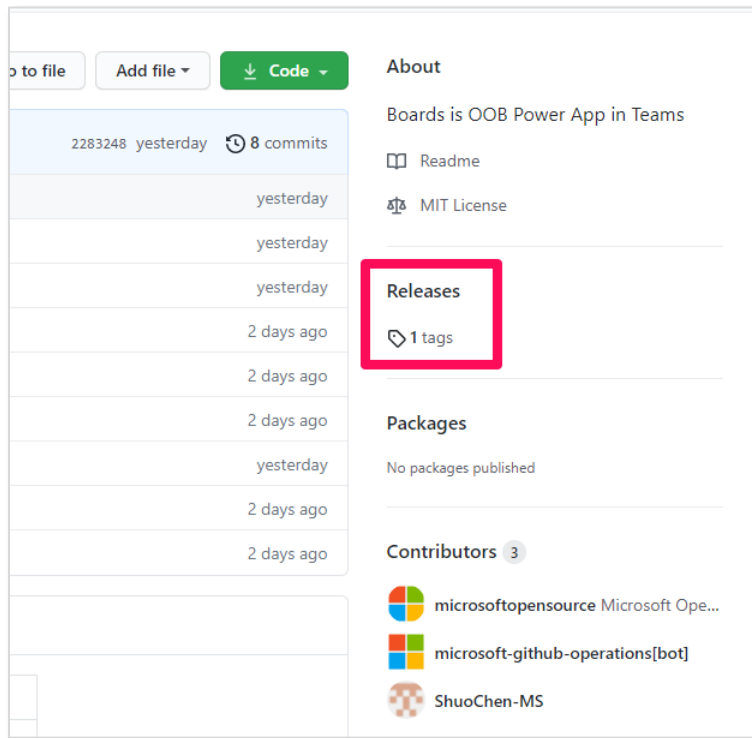 o to file
Add file
Code
2283248 yesterday 8 commits
yesterday
yesterday
yesterday
2 days ago
2 days ago
2 days ago
yesterday
2 days ago
2 days ago
About
Boards is OOB Power App in Teams
Readme
MIT License
Releases
1 tags
Packages
No packages published
Contributors 3
microsoftopensource Microsoft Ope...
microsoft-github-operations[bot]
ShuoChen-MS